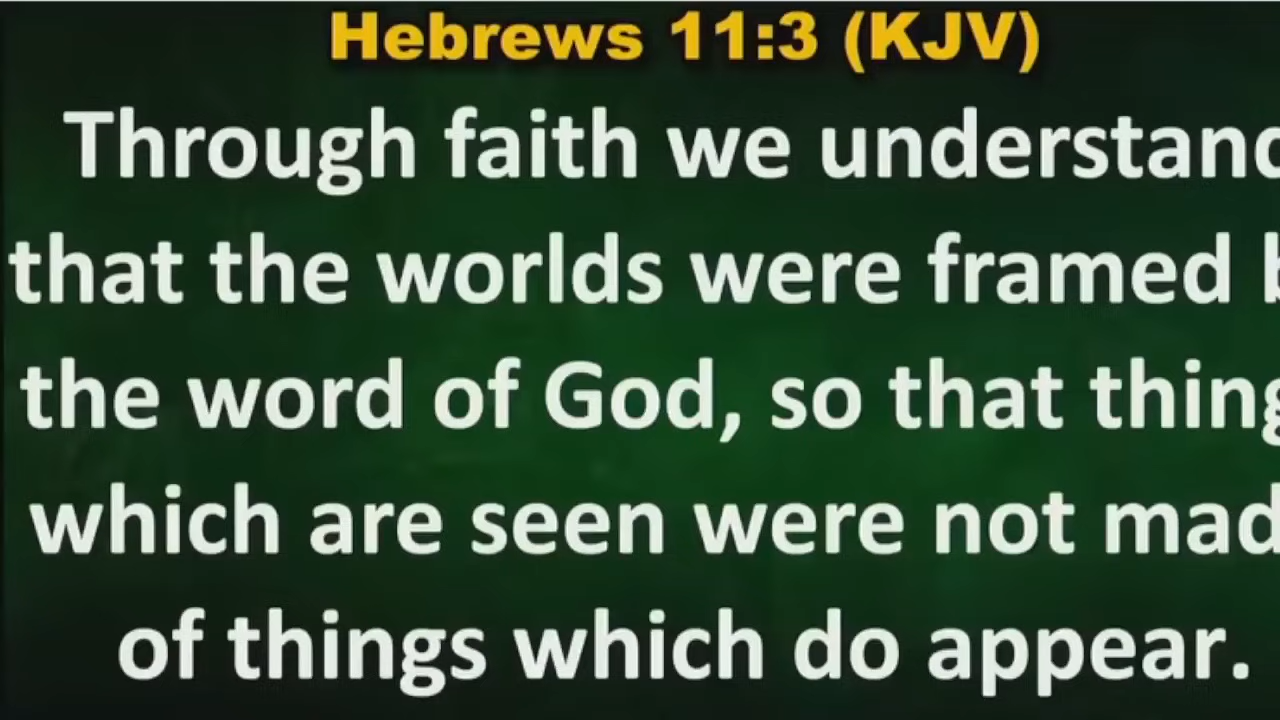 Hebrews 11:3 (KJV)
Through faith we understand
that the worlds were framed b
the word of God, so that thing
which are seen were not mad
of things which do appear.